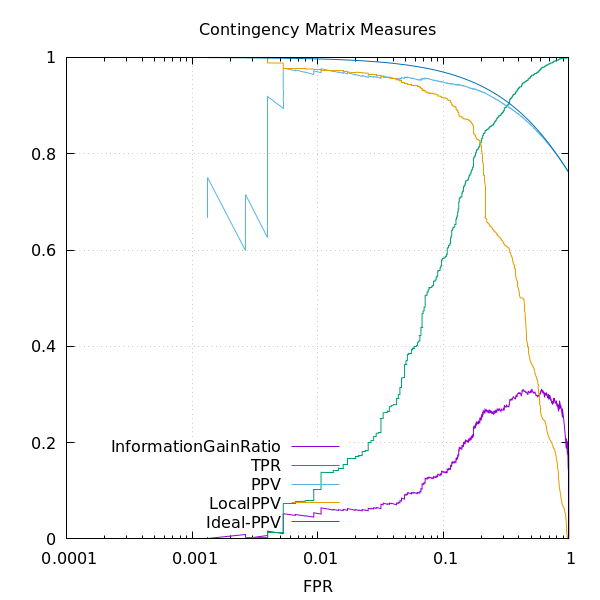 Contingency Matrix Measures
1
0.8
0.6
0.4
0.2
0
InformationGainRatio
TPR
PPV
LocalPPV
Ideal-PPV
0.0001 0.001 0.01 0.1 1
FPR